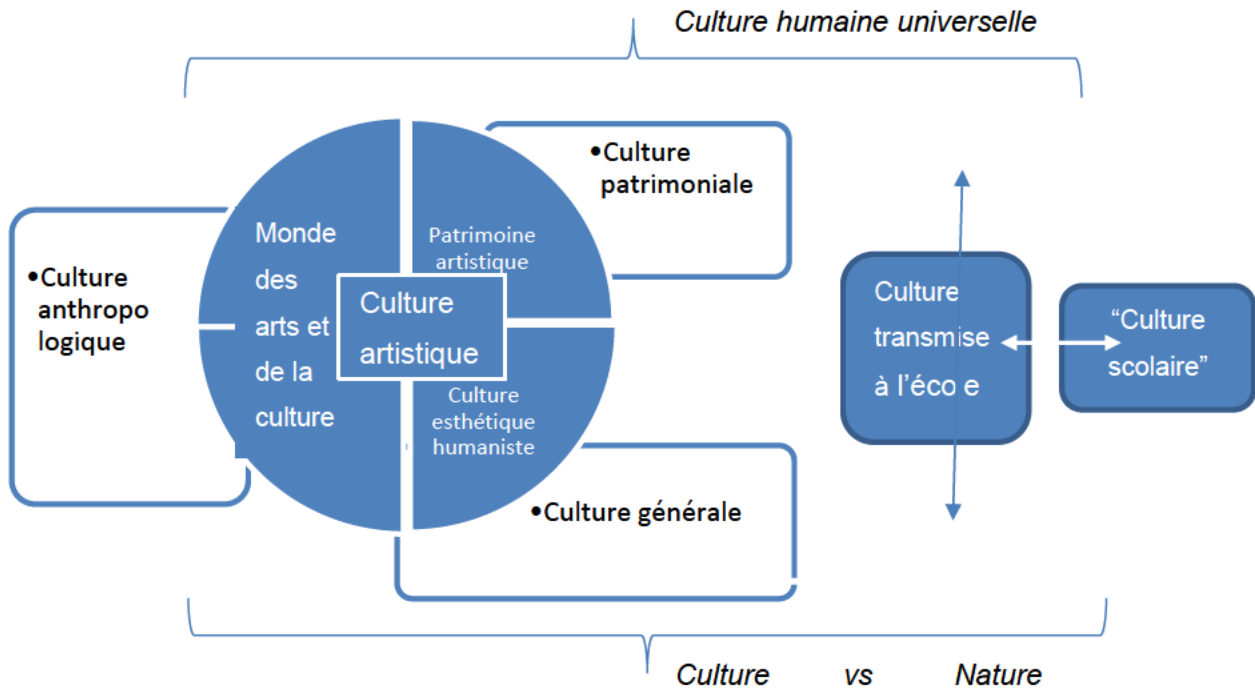 Culture humaine universelle
•Culture
patrimoniale
Monde
des
arts et
de la
culture
Patrimoine
artistique
•Culture
anthropo
logique
Culture
artistique
Culture
esthétique
humaniste
•Culture générale
Culture
transmise
à l’école
“Culture
scolaire”
Culture vs Nature